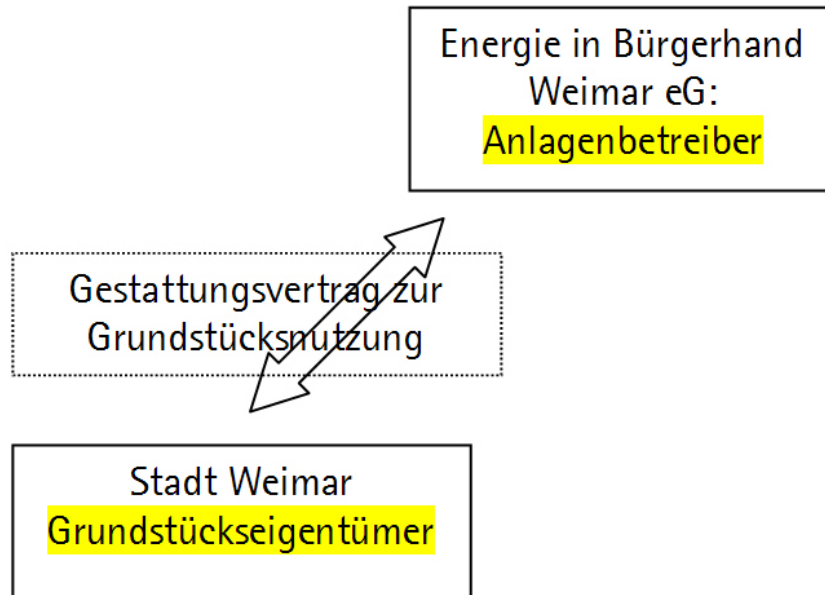 Energie in Bürgerhand
Weimar eG:
Anlagenbetreiber
Gestattungsvertrag zur
Grundstücksnutzung
Stadt Weimar
Grundstückseigentümer